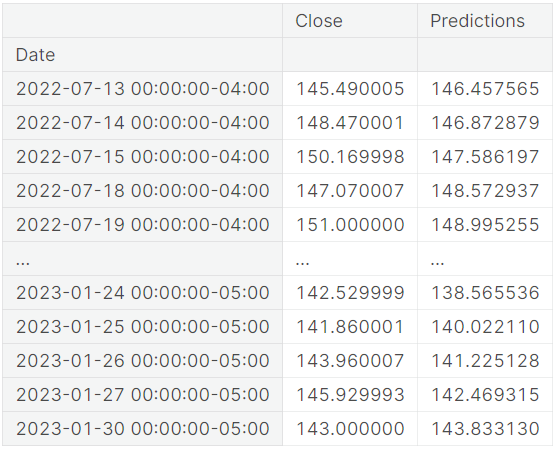 Close Predictions
Date
2022-07-13 00:00:00-04:00 145.490005 146.457565
2022-07-14 00:00:00-04:00 148.470001 146.872879
2022-07-15 00:00:00-04:00 150.169998 147.586197
2022-07-18 00:00:00-04:00 147.070007 148.572937
2022-07-19 00:00:00-04:00 151.000000 148.995255
... ... ...
2023-01-24 00:00:00-05:00 142.529999 138.565536
2023-01-25 00:00:00-05:00 141.860001 140.022110
2023-01-26 00:00:00-05:00 143.960007 141.225128
2023-01-27 00:00:00-05:00 145.929993 142.469315
2023-01-30 00:00:00-05:00 143.000000 143.833130